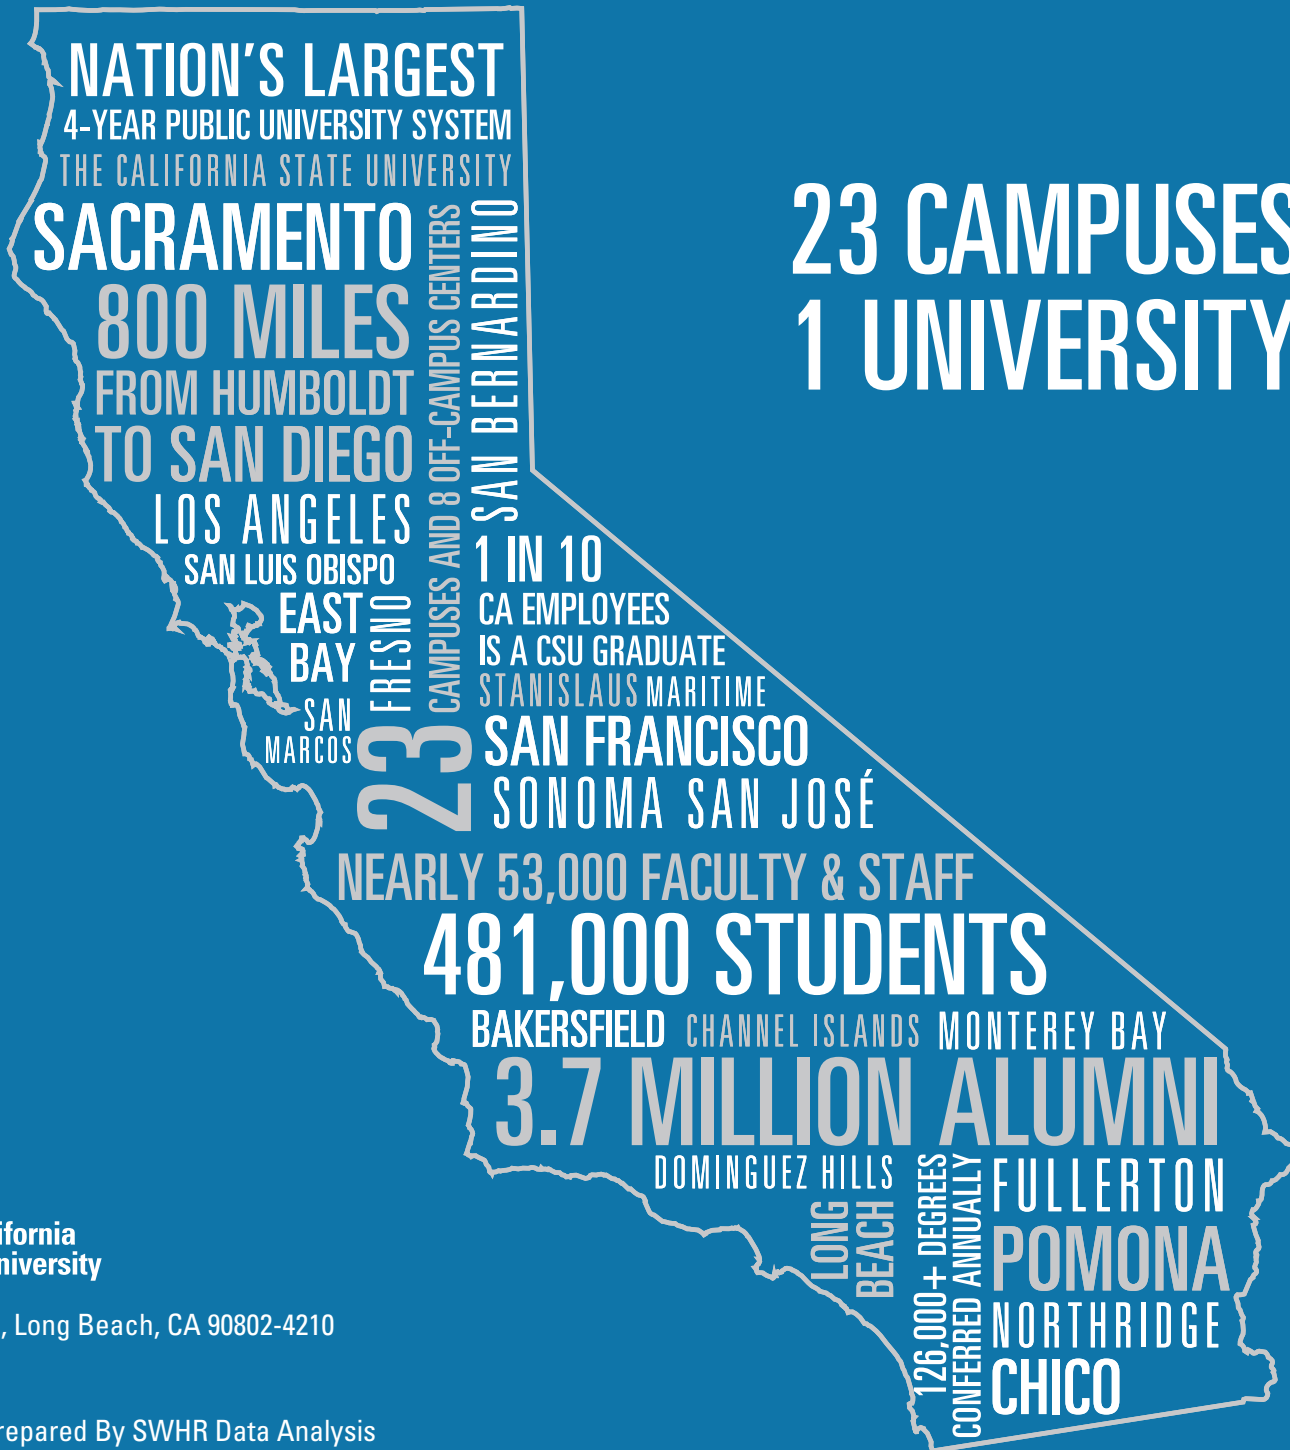 NATION'S LARGEST
4-YEAR PUBLIC UNIVERSITY SYSTEM
THE CALIFORNIA STATE UNIVERSITY
SACRAMENTO
800 MILES
FROM HUMBOLDT
TO SAN DIEGO
LOS ANGELES
SAN LUIS OBISPO
EAST
BAY
FRESNO
SAN
MARCOS
23
CAMPUSES AND 8 OFF-CAMPUS CENTERS
SAN BERNARDINO
1 IN 10
CA EMPLOYEES
IS A CSU GRADUATE
STANISLAUS MARITIME
SAN FRANCISCO
SONOMA SAN JOSÉ
NEARLY 53,000 FACULTY & STAFF
481,000 STUDENTS
BAKERSFIELD CHANNEL ISLANDS MONTEREY BAY
3.7 MILLION ALUMNI
DOMINGUEZ HILLS
LONG
BEACH
126,000+ DEGREES
CONFERRED ANNUALLY
FULLERTON
POMONA
NORTHRIDGE
CHICO
23 CAMPUSES
1 UNIVERSITY
ifornia
niversity
, Long Beach, CA 90802-4210
repared By SWHR Data Analysis